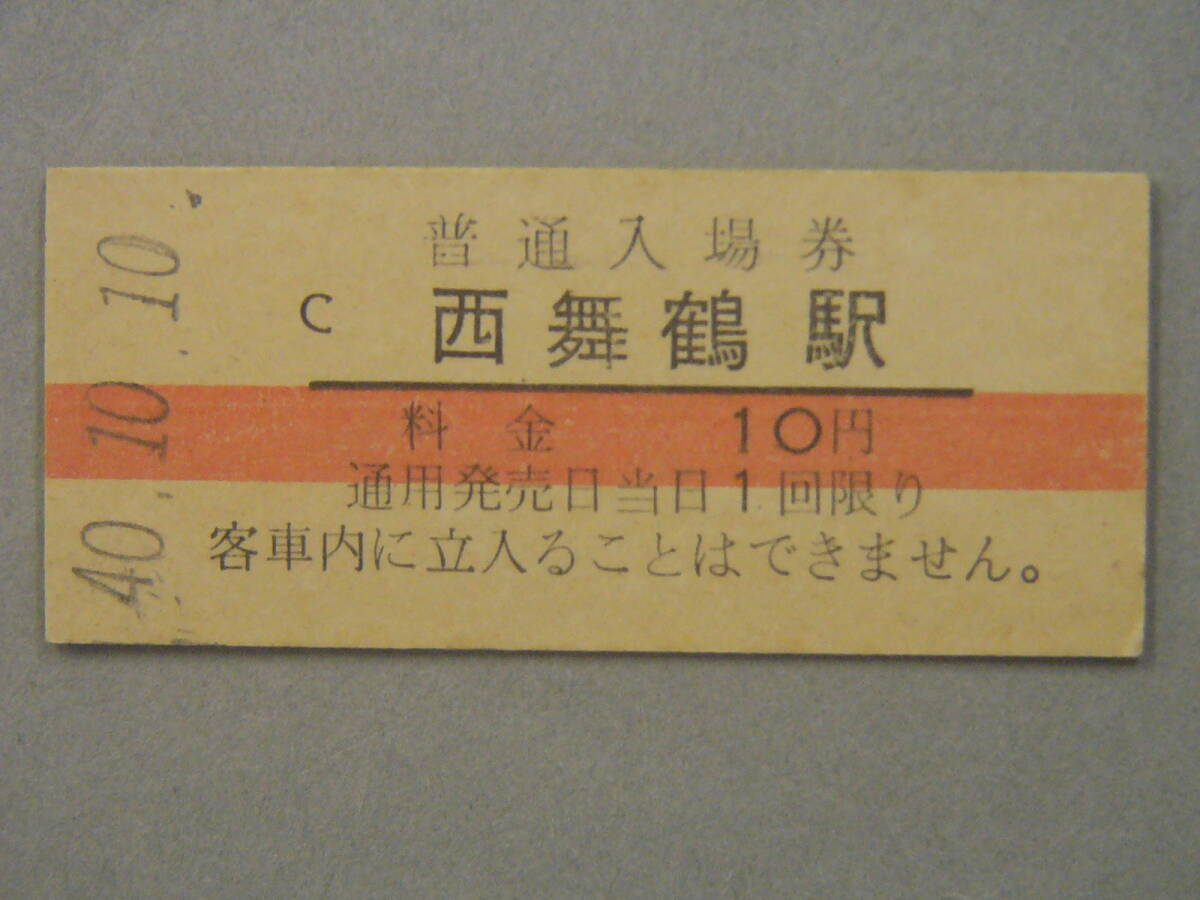 普通入場券
C 西舞鶴駅
料金 10円
通用発売日当日1回限り
客車内に立入ることはできません。
40.10.10.